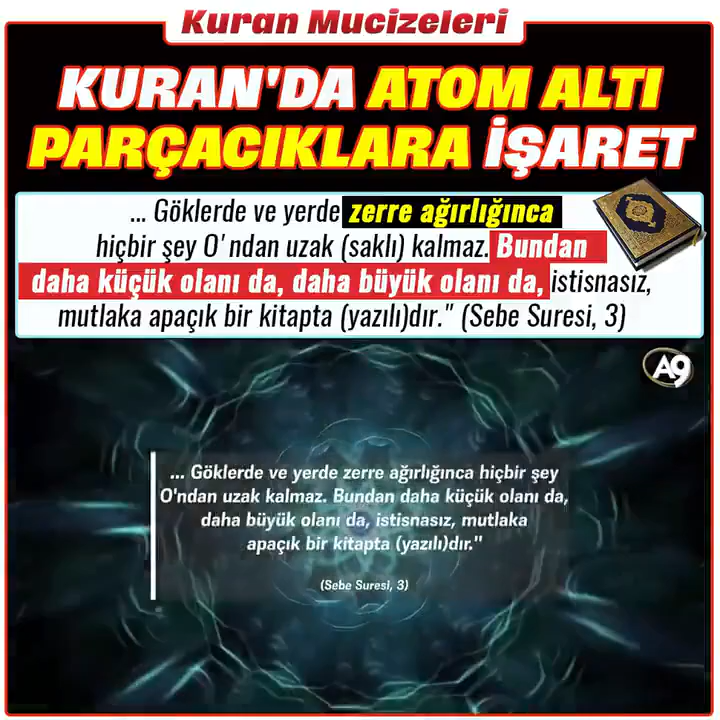 Kuran Mucizeleri
KURAN'DA ATOM ALTI
PARÇACIKLARA İŞARET
... Göklerde ve yerde zerre ağırlığınca
hiçbir şey O'ndan uzak (saklı) kalmaz. Bundan
daha küçük olanı da, daha büyük olanı da, istisnasız,
mutlaka apaçık bir kitapta (yazılı)dır." (Sebe Suresi, 3)
A9
... Göklerde ve yerde zerre ağırlığınca hiçbir şey
O'ndan uzak kalmaz. Bundan daha küçük olanı da,
daha büyük olanı da, istisnasız, mutlaka
apaçık bir kitapta (yazılı)dır."
(Sebe Suresi, 3)